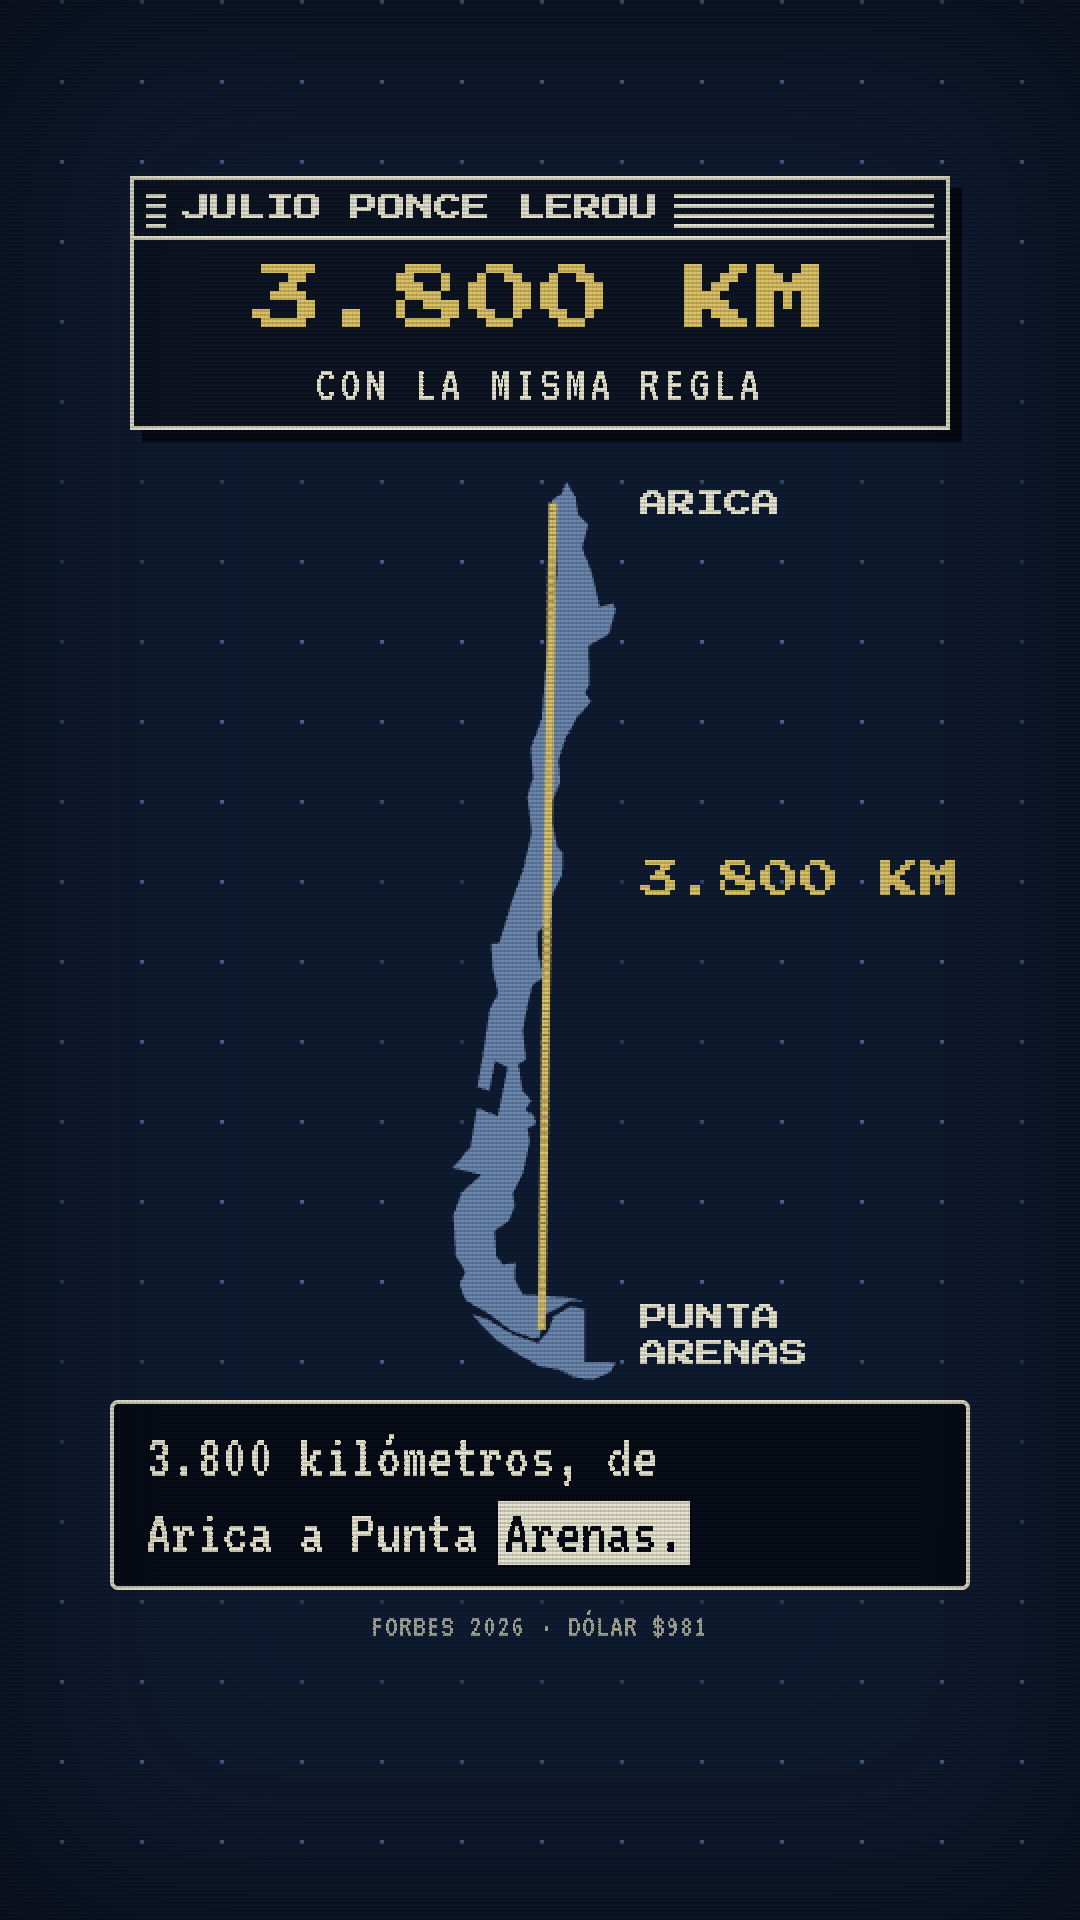 JULIO PONCE LEROU
3.800 KM
CON LA MISMA REGLA
ARICA
3.800 KM
PUNTA
ARENAS
3.800 kilómetros, de
Arica a Punta Arenas.
FORBES 2026 · DÓLAR $981